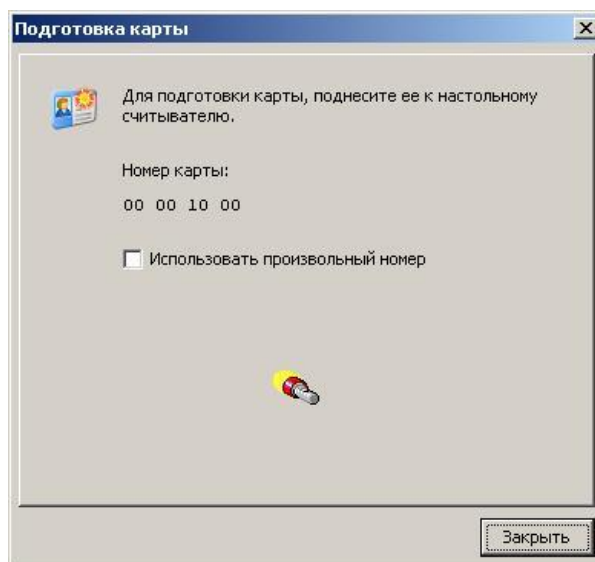 Подготовка карты
Для подготовки карты, поднесите ее к настольному
считывателю.
Номер карты:
00 00 10 00
Использовать произвольный номер
Закрыть